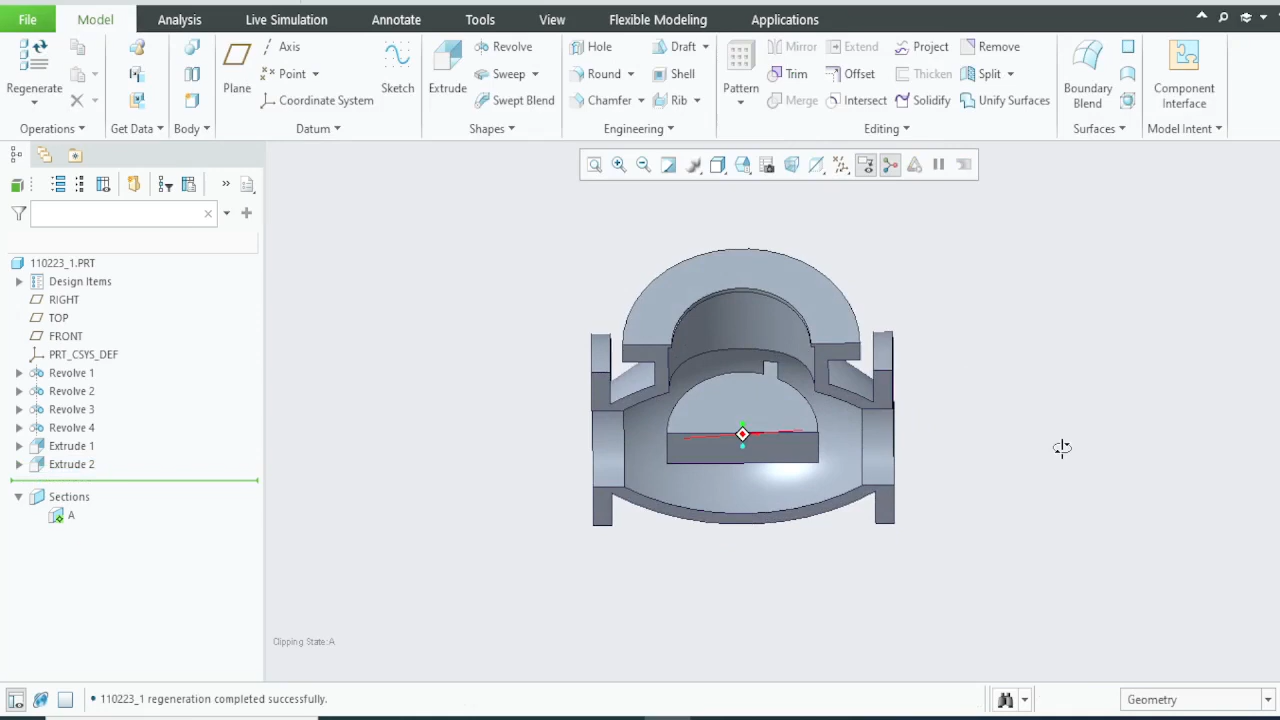 File Model Analysis Live Simulation Annotate Tools View Flexible Modeling Applications
Regenerate
Operations
Get Data
Body
Plane
Axis
Point
Coordinate System
Sketch
Datum
Extrude
Revolve
Sweep
Swept Blend
Shapes
Hole
Round
Chamfer
Draft
Shell
Rib
Engineering
Pattern
Mirror
Trim
Merge
Extend
Offset
Intersect
Project
Thicken
Solidify
Remove
Split
Unify Surfaces
Editing
Boundary
Blend
Surfaces
Component
Interface
Model Intent
110223_1.PRT
Design Items
RIGHT
TOP
FRONT
PRT_CSYS_DEF
Revolve 1
Revolve 2
Revolve 3
Revolve 4
Extrude 1
Extrude 2
Sections
A
Clipping State:A
• 110223_1 regeneration completed successfully.
Geometry